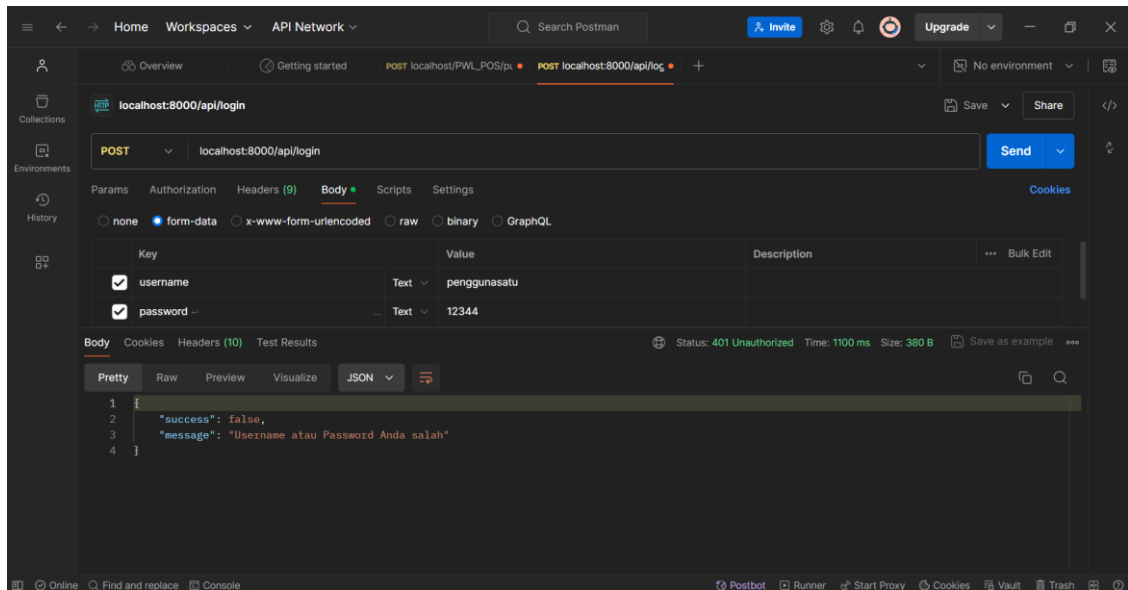 Home Workspaces API Network Search Postman Invite Upgrade
Overview Getting started POST localhost/PWL_POS/pu POST localhost:8000/api/log No environment
HTTP localhost:8000/api/login Save Share
Collections
POST localhost:8000/api/login Send
Environments
Params Authorization Headers (9) Body Scripts Settings Cookies
History
none form-data x-www-form-urlencoded raw binary GraphQL
Key Value Description ... Bulk Edit
username Text penggunasatu
password ... Text 12344
Body Cookies Headers (10) Test Results Status: 401 Unauthorized Time: 1100 ms Size: 380 B Save as example
Pretty Raw Preview Visualize JSON
1 {
2 "success": false,
3 "message": "Username atau Password Anda salah"
4 }
Online Find and replace Console Postbot Runner Start Proxy Cookies Vault Trash